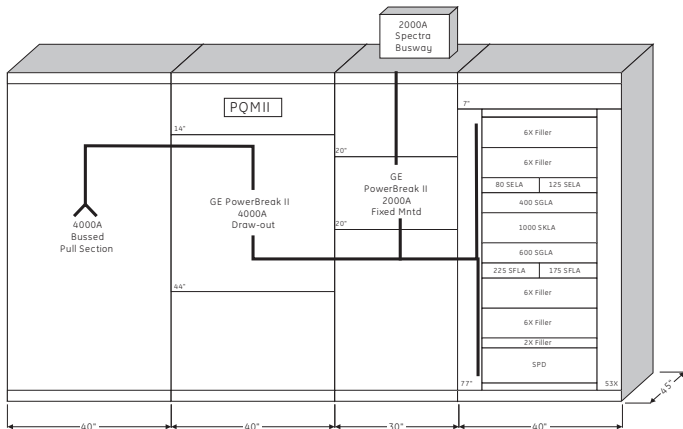 2000A
Spectra
Busway
PQMII
7"
14"
20"
6X Filler
6X Filler
80 SELA 125 SELA
GE
PowerBreak II
2000A
Fixed Mntd
GE PowerBreak II
4000A
Draw-out
400 SGLA
4000A
Bussed
Pull Section
20"
1000 SKLA
600 SGLA
225 SFLA 175 SFLA
44"
6X Filler
6X Filler
2X Filler
SPD
77"
53X
45"
40"
40"
30"
40"